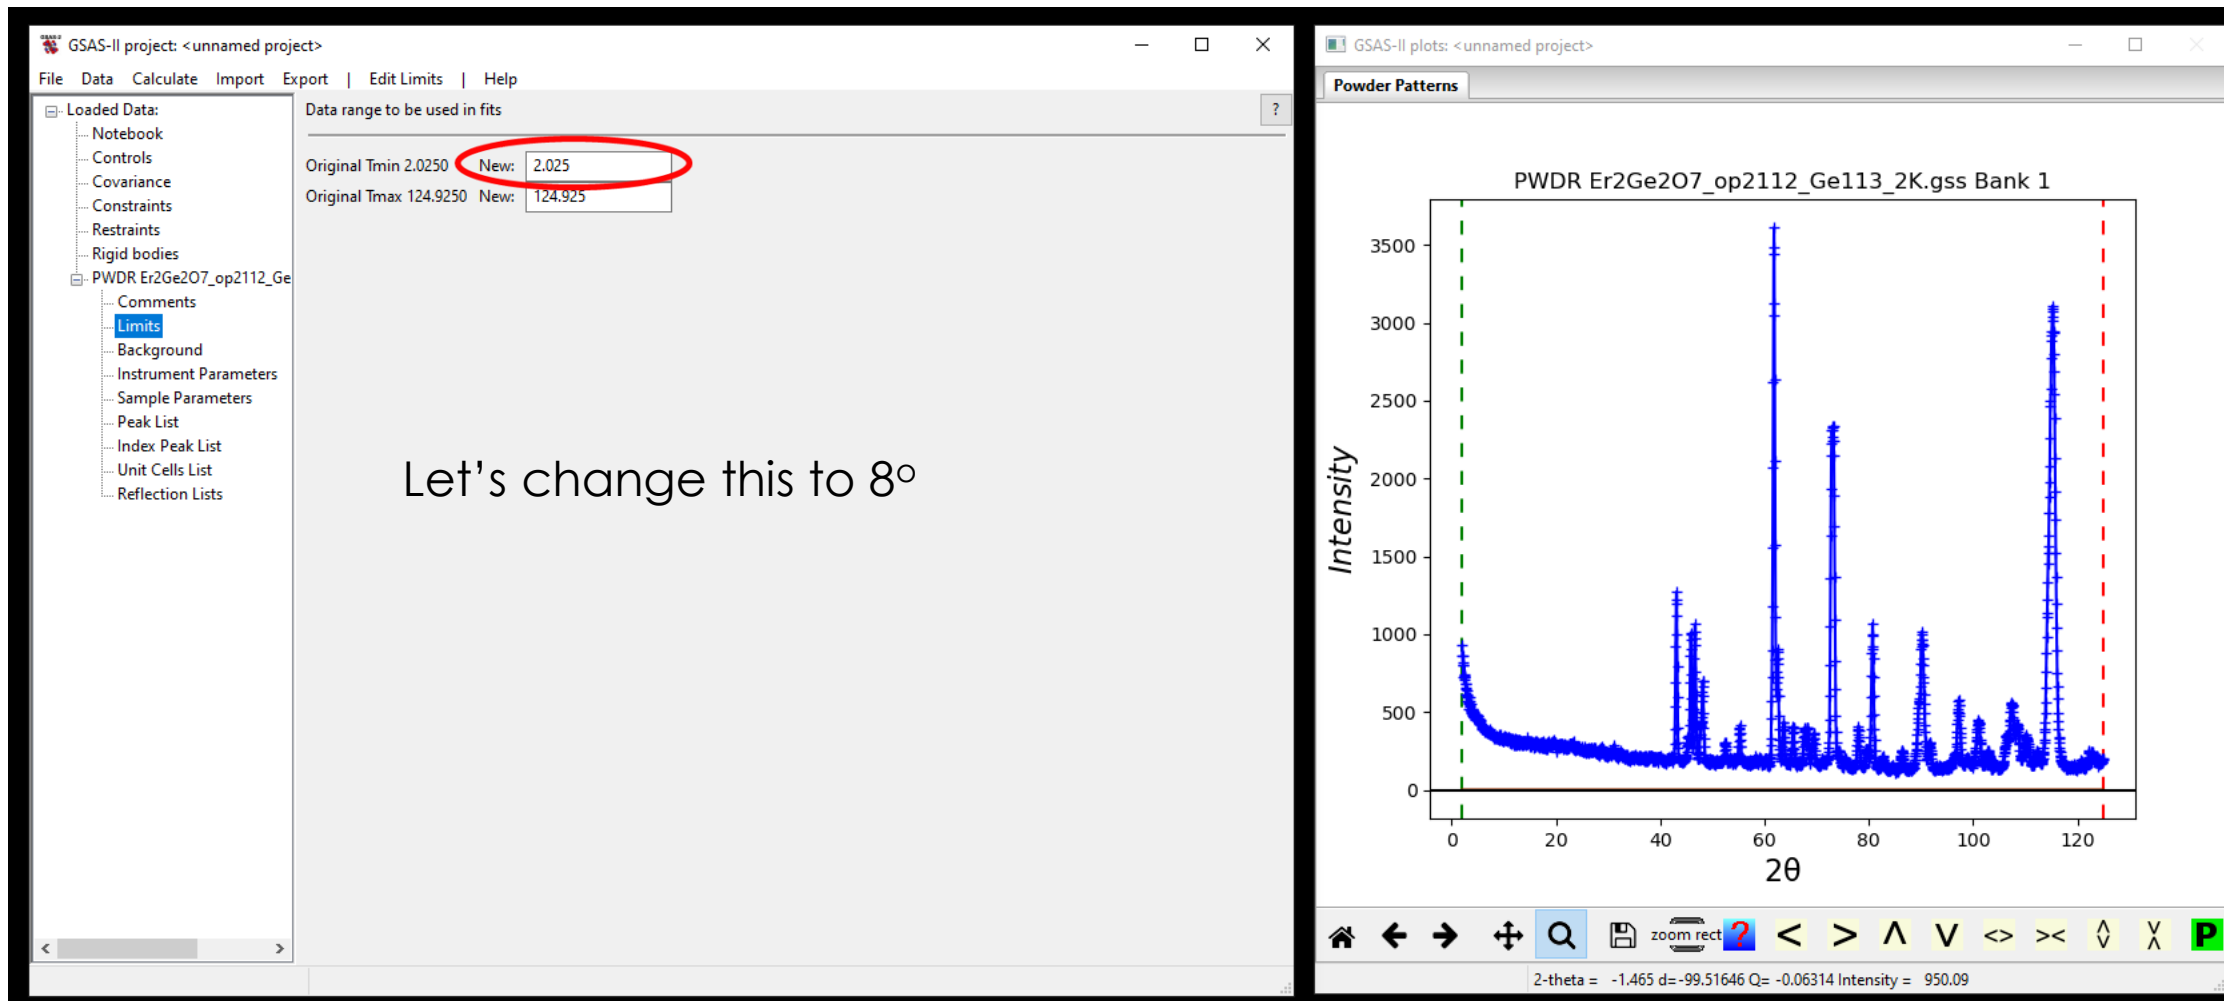 GSAS-II project: <unnamed project>
File Data Calculate Import Export | Edit Limits | Help
Loaded Data:
Notebook
Controls
Covariance
Constraints
Restraints
Rigid bodies
PWDR Er2Ge2O7_op2112_Ge
Comments
Limits
Background
Instrument Parameters
Sample Parameters
Peak List
Index Peak List
Unit Cells List
Reflection Lists
Data range to be used in fits
?
Original Tmin 2.0250 New: 2.025
Original Tmax 124.9250 New: 124.925
Let's change this to 8°
GSAS-II plots: <unnamed project>
Powder Patterns
PWDR Er2Ge2O7_op2112_Ge113_2K.gss Bank 1
Intensity
3500
3000
2500
2000
1500
1000
500
0
0 20 40 60 80 100 120
2θ
zoom rect ? < > Λ V <> >< P
2-theta = -1.465 d=-99.51646 Q= -0.06314 Intensity = 950.09